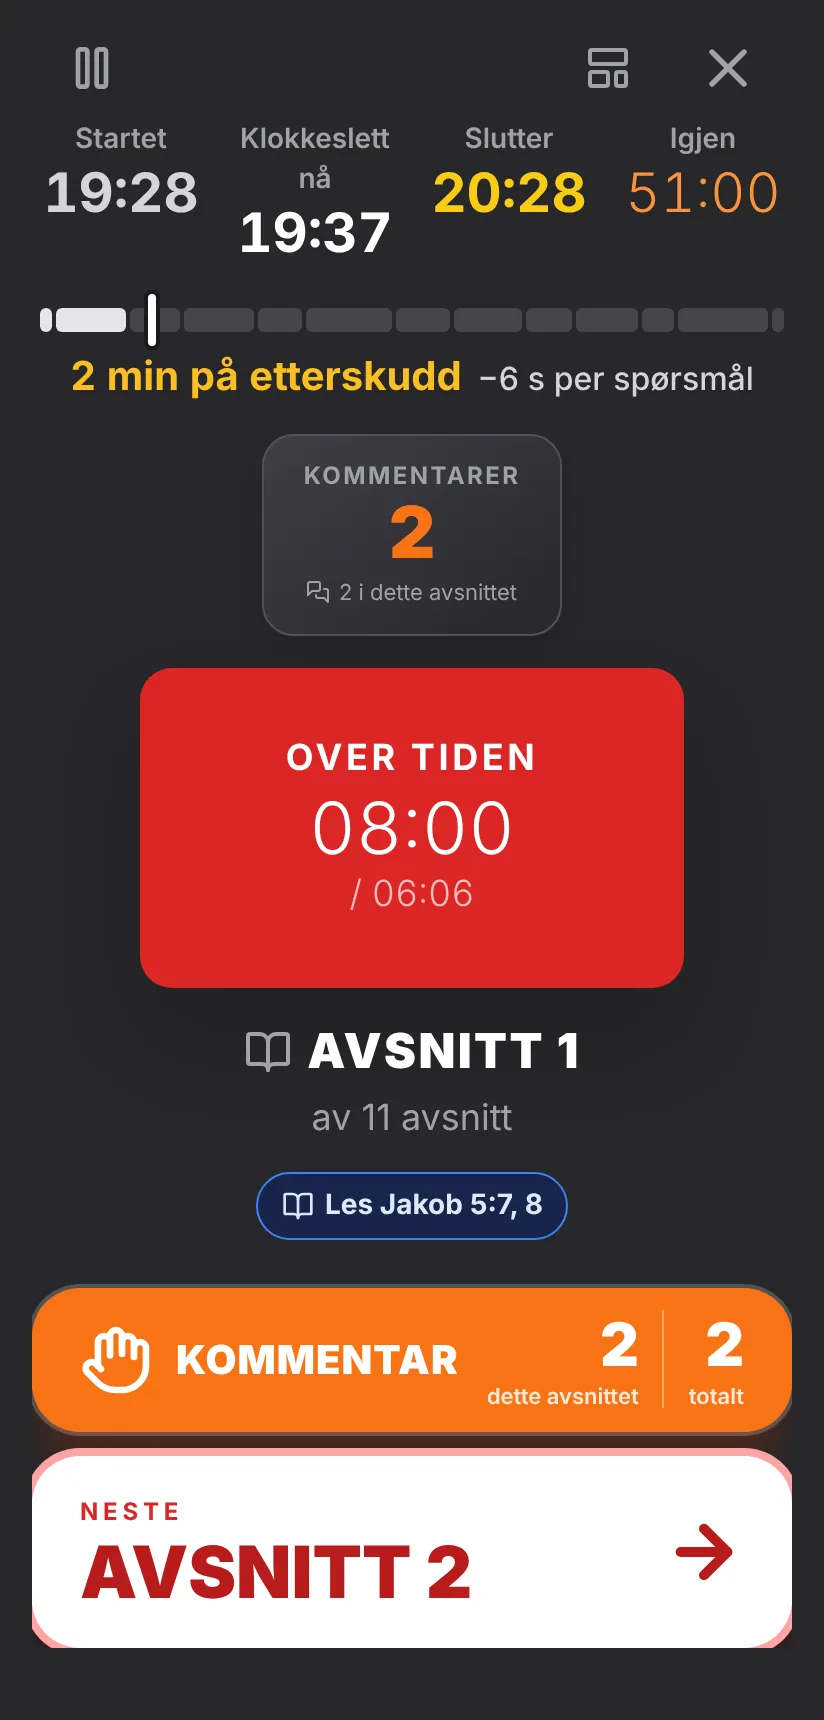 Startet
19:28
Klokkeslett
nå
19:37
Slutter
20:28
Igjen
51:00
2 min på etterskudd −6 s per spørsmål
KOMMENTARER
2
2 i dette avsnittet
OVER TIDEN
08:00
/ 06:06
AVSNITT 1
av 11 avsnitt
Les Jakob 5:7, 8
KOMMENTAR
2
dette avsnittet
2
totalt
NESTE
AVSNITT 2